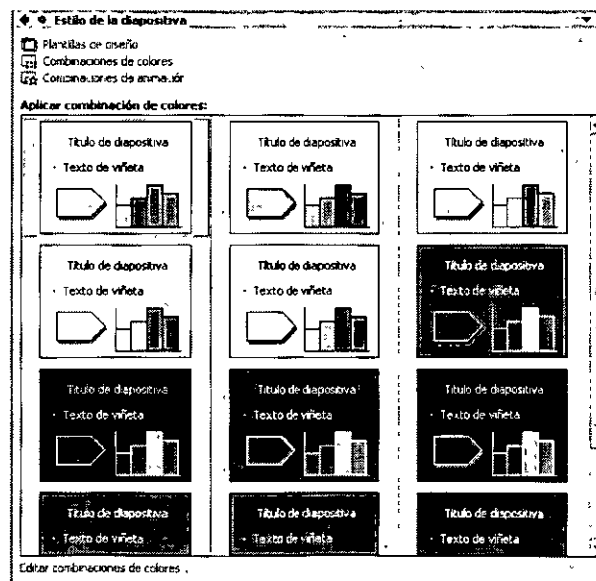 Estilo de la diapositiva
Plantillas de diseño
Combinaciones de colores
Combinaciones de animación
Aplicar combinación de colores:
Título de diapositiva
Texto de viñeta
Título de diapositiva
Texto de viñeta
Título de diapositiva
Texto de viñeta
Título de diapositiva
Texto de viñeta
Título de diapositiva
Texto de viñeta
Título de diapositiva
Texto de viñeta
Título de diapositiva
Texto de viñeta
Título de diapositiva
Texto de viñeta
Título de diapositiva
Texto de viñeta
Título de diapositiva
Texto de viñeta
Título de diapositiva
Texto de viñeta
Título de diapositiva
Texto de viñeta
Editar combinaciones de colores .